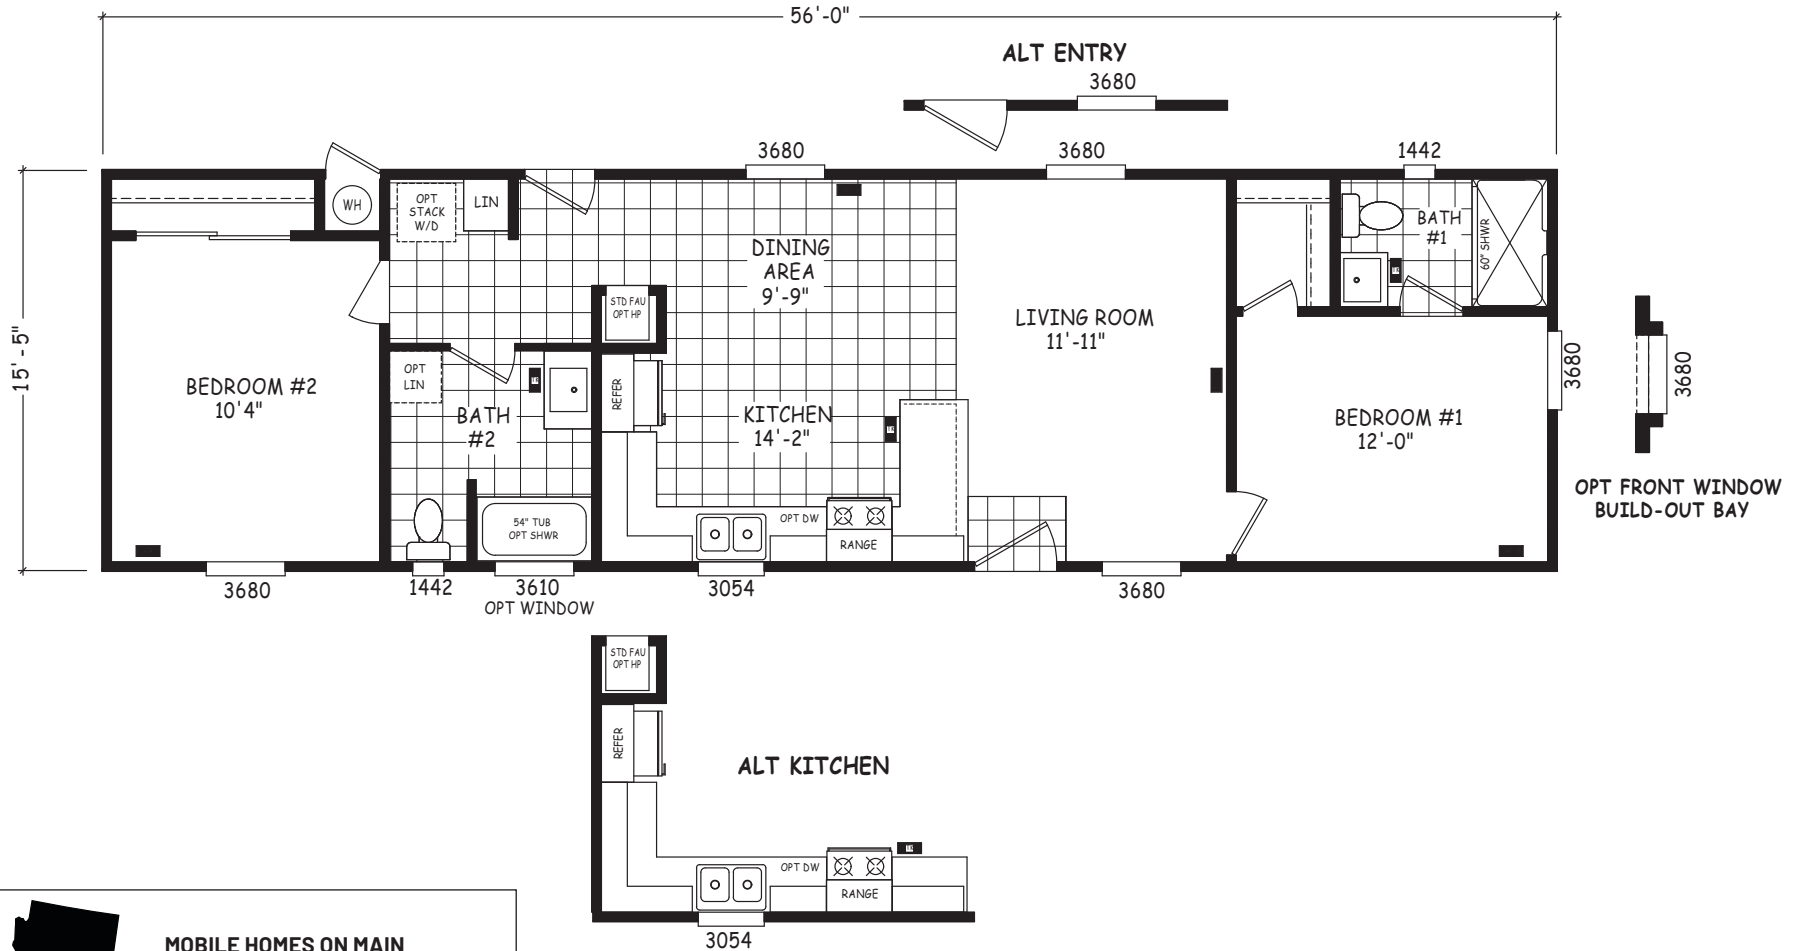 56'-0"
ALT ENTRY
3680
3680
3680
1442
15'-5"
WH
OPT
STACK
W/D
LIN
DINING
AREA
9'-9"
BATH
#1
60" SHWR
STD FAU
OPT HP
LIVING ROOM
11'-11"
BEDROOM #2
10'4"
OPT
LIN
BATH
#2
REFER
KITCHEN
14'-2"
BEDROOM #1
12'-0"
3680
3680
OPT FRONT WINDOW
BUILD-OUT BAY
54" TUB
OPT SHWR
OPT DW
RANGE
3680
1442
3610
OPT WINDOW
3054
3680
STD FAU
OPT HP
REFER
ALT KITCHEN
OPT DW
RANGE
3054
MOBILE HOMES ON MAIN